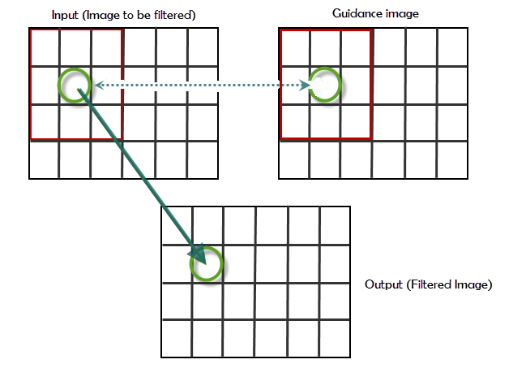 Input (Image to be filtered)
Guidance image
Output (Filtered Image)